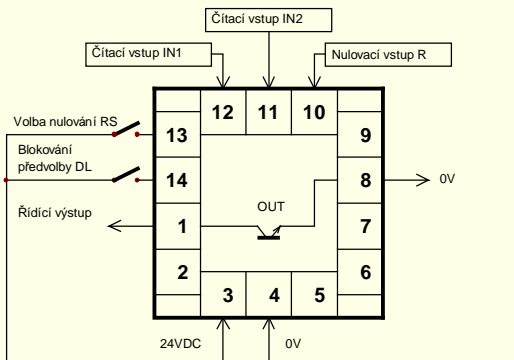 Čítací vstup IN2
Čítací vstup IN1
Nulovací vstup R
12
11
10
Volba nulování RS
13
9
Blokování
předvolby DL
14
8
0V
OUT
Řídící výstup
1
7
2
6
3
4
5
24VDC
0V